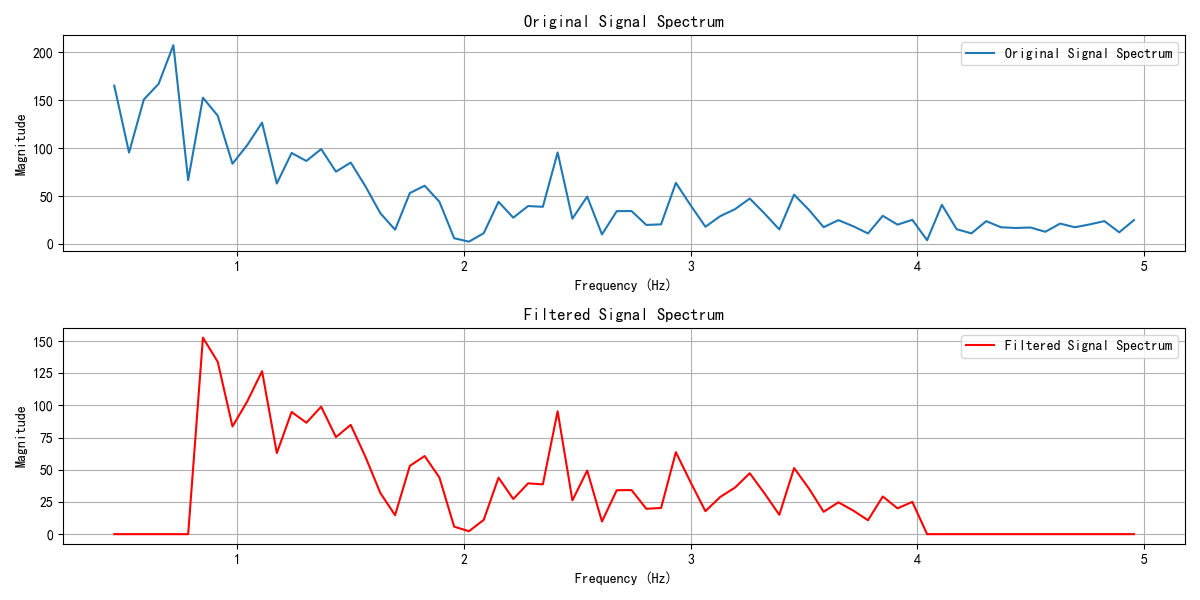 Original Signal Spectrum
Original Signal Spectrum
200
150
100
50
0
Magnitude
1 2 3 4 5
Frequency (Hz)
Filtered Signal Spectrum
Filtered Signal Spectrum
150
125
100
75
50
25
0
Magnitude
1 2 3 4 5
Frequency (Hz)